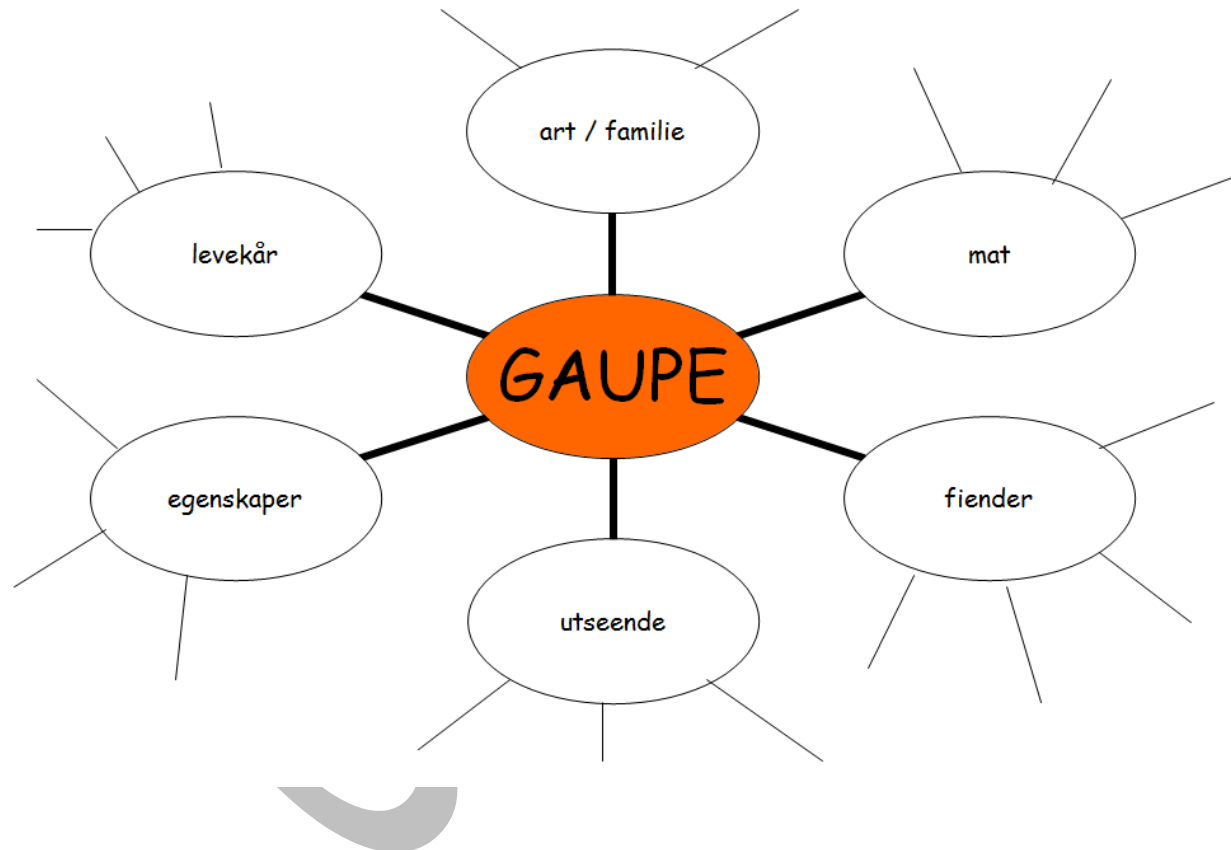 art / familie
levekår
mat
GAUPE
egenskaper
fiender
utseende